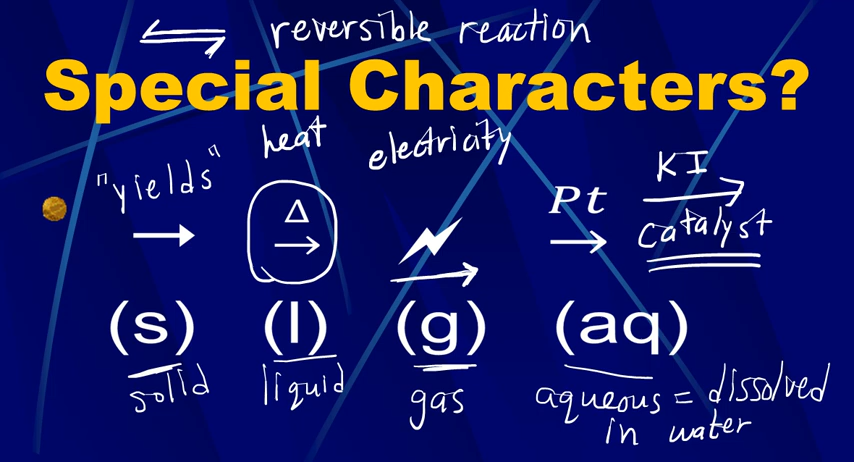 ⇌ reversible reaction
Special Characters?
heat electricity
"yields" KI
Δ Pt
→ → → → →
catalyst
(s) (l) (g) (aq)
solid liquid gas aqueous = dissolved
in water